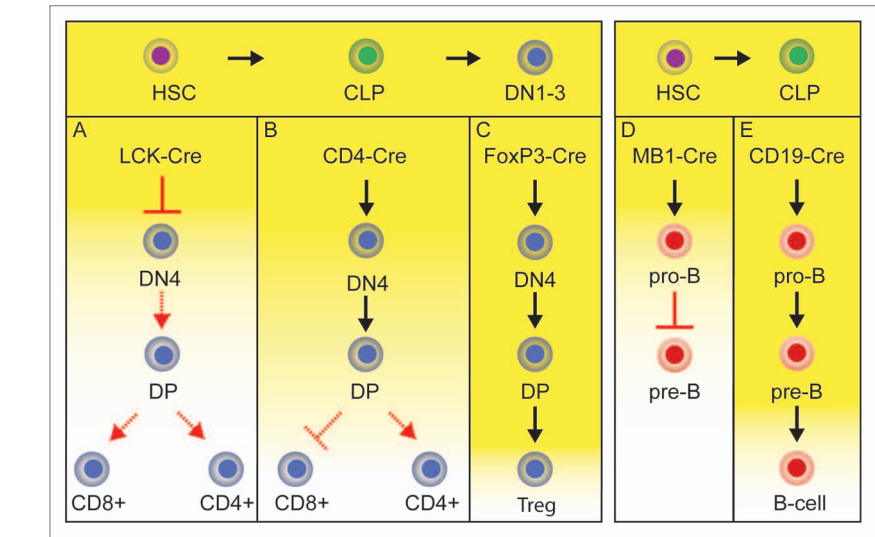 HSC CLP DN1-3 HSC CLP
A B C D E
LCK-Cre CD4-Cre FoxP3-Cre MB1-Cre CD19-Cre
DN4 DN4 DN4 pro-B pro-B
DP DP DP pre-B pre-B
CD8+ CD4+ CD8+ CD4+ Treg B-cell